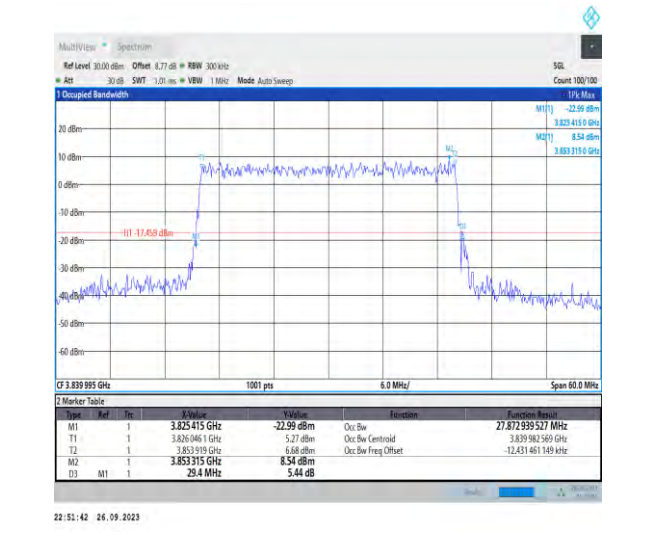 MultiView Spectrum
Ref Level 30.00 dBm Offset 8.77 dB RBW 300 kHz SGL
Att 30 dB SWT 1.01 ms VBW 1 MHz Mode Auto Sweep Count 100/100
1 Occupied Bandwidth 1Pk Max
M1[1] -22.99 dBm
3.825 415 0 GHz
M2[1] 8.54 dBm
3.853 315 0 GHz
20 dBm
10 dBm
0 dBm
-10 dBm
-20 dBm
-30 dBm
-40 dBm
-50 dBm
-60 dBm
H1 -17.459 dBm
T1
M2
T2
M1
D3
CF 3.839 995 GHz 1001 pts 6.0 MHz/ Span 60.0 MHz
2 Marker Table
Type Ref Trc X-Value Y-Value Function Function Result
M1 1 3.825 415 GHz -22.99 dBm Occ Bw 27.872 939 527 MHz
T1 1 3.826 046 1 GHz 5.27 dBm Occ Bw Centroid 3.839 982 569 GHz
T2 1 3.853 919 GHz 6.68 dBm Occ Bw Freq Offset -12.431 461 149 kHz
M2 1 3.853 315 GHz 8.54 dBm
D3 M1 1 29.4 MHz 5.44 dB
22:51:42 26.09.2023